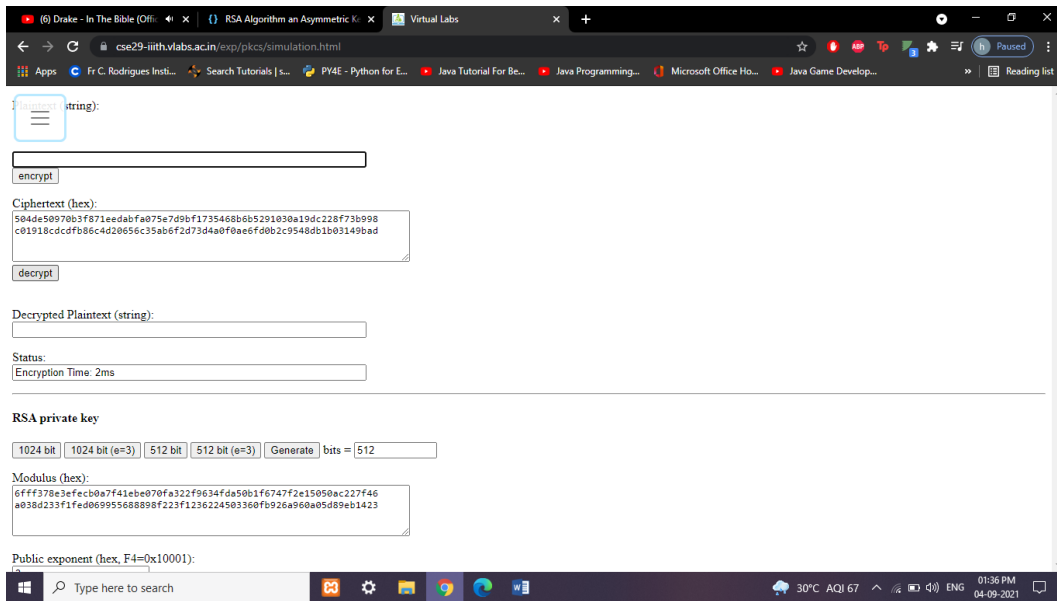 (6) Drake - In The Bible (Offic
RSA Algorithm an Asymmetric Ke
Virtual Labs
cse29-iiith.vlabs.ac.in/exp/pkcs/simulation.html
ABP
Tp
3
h Paused
Apps
Fr C. Rodrigues Insti...
Search Tutorials | s...
PY4E - Python for E...
Java Tutorial For Be...
Java Programming...
Microsoft Office Ho...
Java Game Develop...
»
Reading list
Plaintext (string):
encrypt
Ciphertext (hex):
504de50970b3f871eedabfa075e7d9bf1735468b6b5291030a19dc228f73b998
c01918cdcdfb86c4d20656c35ab6f2d73d4a0f0ae6fd0b2c9548db1b03149bad
decrypt
Decrypted Plaintext (string):
Status:
Encryption Time: 2ms
RSA private key
1024 bit 1024 bit (e=3) 512 bit 512 bit (e=3) Generate bits = 512
Modulus (hex):
6fff378e3efecb0a7f41ebe070fa322f9634fda50b1f6747f2e15050ac227f46
a038d233f1fed069955688898f223f1236224503360fb926a960a05d89eb1423
Public exponent (hex, F4=0x10001):
Type here to search
30°C AQI 67
ENG
01:36 PM
04-09-2021